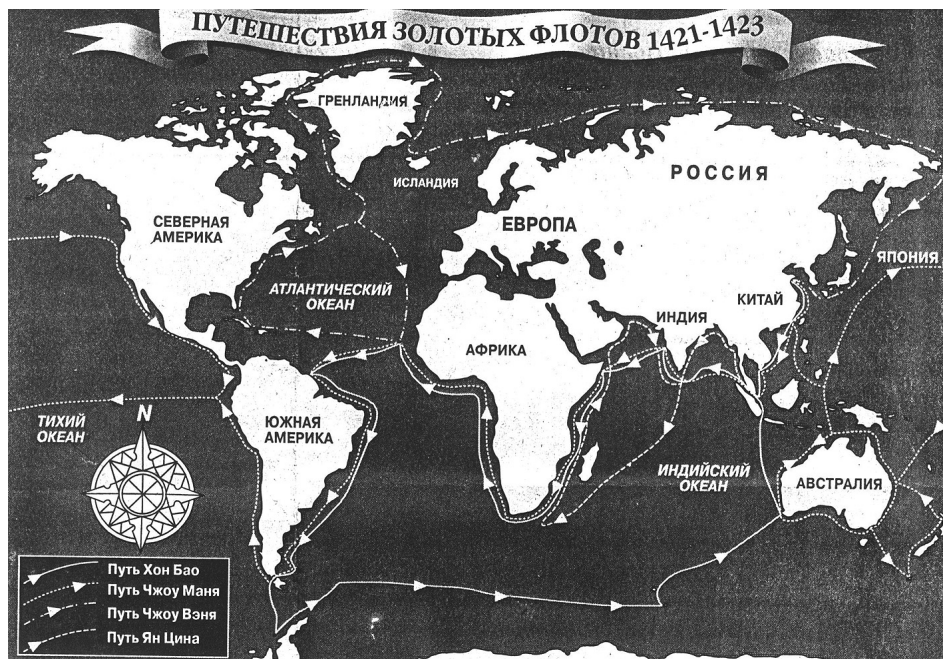 ПУТЕШЕСТВИЯ ЗОЛОТЫХ ФЛОТОВ 1421-1423
ГРЕНЛАНДИЯ
ИСЛАНДИЯ
РОССИЯ
СЕВЕРНАЯ
АМЕРИКА
ЕВРОПА
ЯПОНИЯ
АТЛАНТИЧЕСКИЙ
ОКЕАН
КИТАЙ
ИНДИЯ
АФРИКА
ТИХИЙ
ОКЕАН
N
ЮЖНАЯ
АМЕРИКА
ИНДИЙСКИЙ
ОКЕАН
АВСТРАЛИЯ
Путь Хон Бао
Путь Чжоу Маня
Путь Чжоу Вэня
Путь Ян Цина